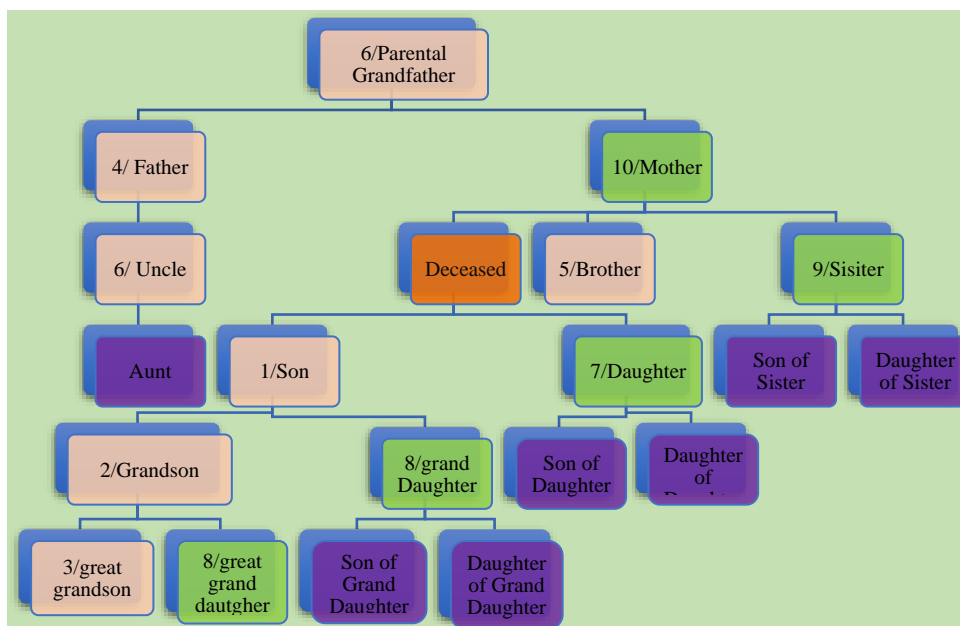 6/Parental
Grandfather
4/ Father
10/Mother
6/ Uncle
Deceased
5/Brother
9/Sisiter
Aunt
1/Son
7/Daughter
Son of
Sister
Daughter
of Sister
2/Grandson
8/grand
Daughter
Son of
Daughter
Daughter
of
3/great
grandson
8/great
grand
dautgher
Son of
Grand
Daughter
Daughter
of Grand
Daughter